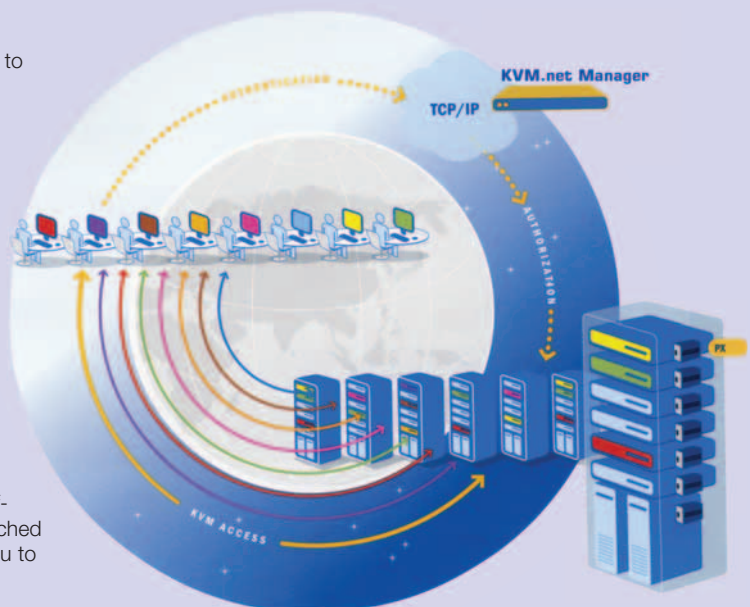 to
KVM.net Manager
TCP/IP
AUTHORIZATION
PX
KVM ACCESS
ched
u to